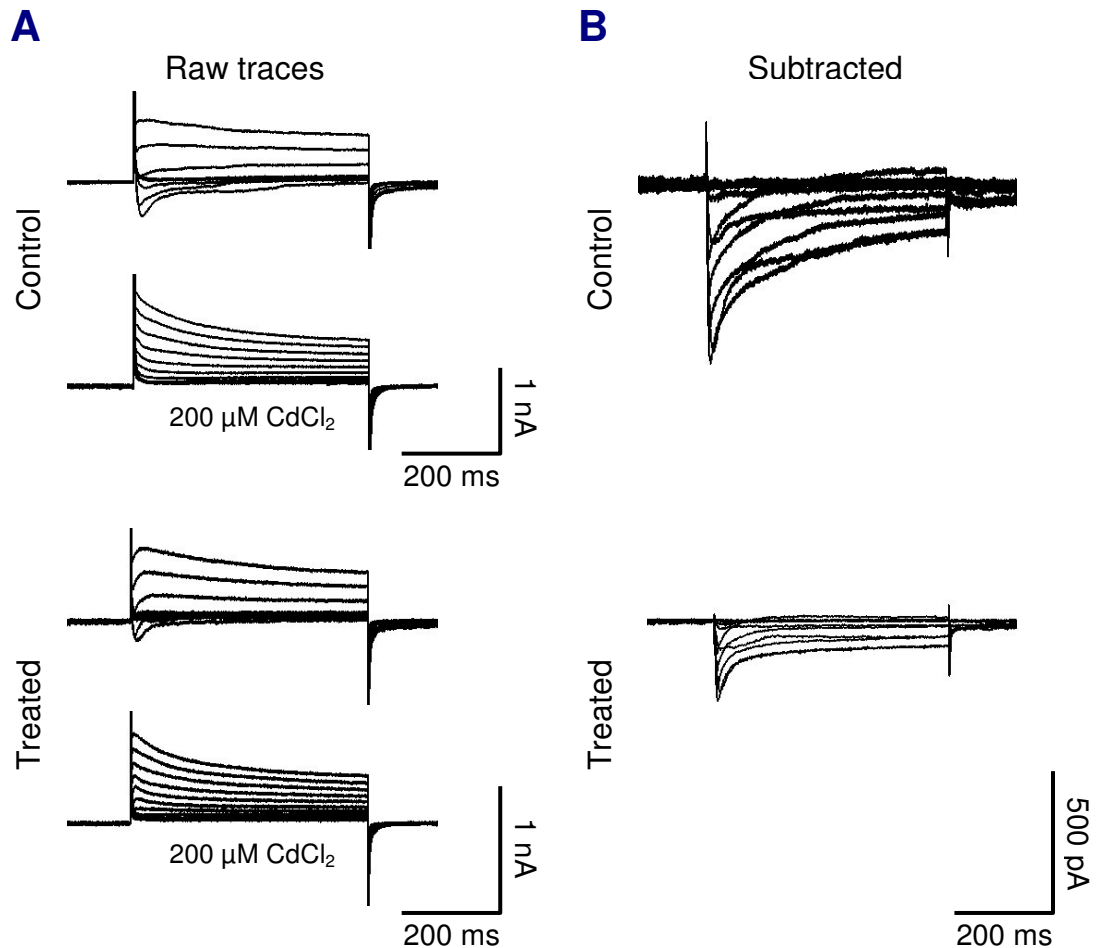 A
Raw traces
Control
200 µM CdCl₂
1 nA
200 ms
Treated
200 µM CdCl₂
1 nA
200 ms
B
Subtracted
Control
Treated
500 pA
200 ms